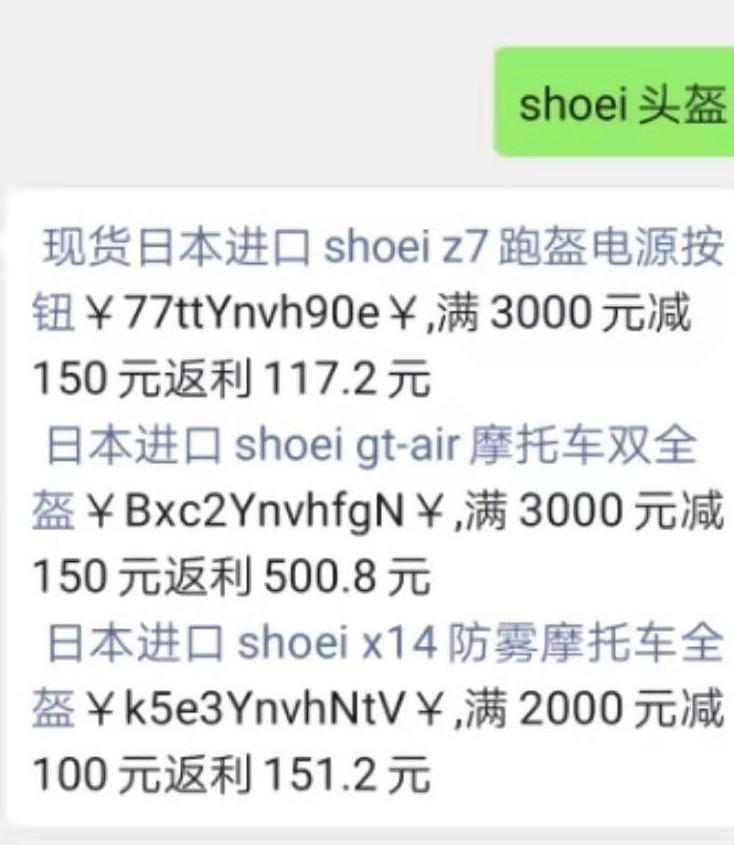 shoei 头盔
现货日本进口 shoei z7 跑盔电源按
钮￥77ttYnvh90e￥,满 3000 元减
150 元返利 117.2 元
日本进口 shoei gt-air 摩托车双全
盔￥Bxc2YnvhfgN￥,满 3000 元减
150 元返利 500.8 元
日本进口 shoei x14 防雾摩托车全
盔￥k5e3YnvhNtV￥,满 2000 元减
100 元返利 151.2 元